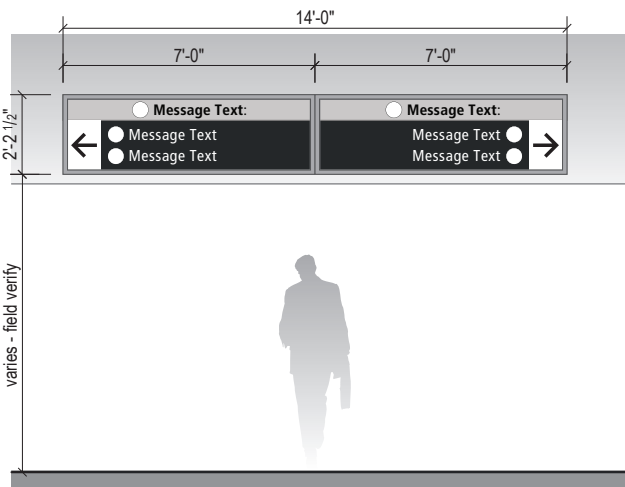 14'-0"
7'-0" 7'-0"
2'-2 1/2"
Message Text: Message Text:
Message Text Message Text
Message Text Message Text
varies - field verify